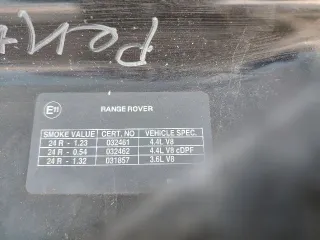 E11
RANGE ROVER
SMOKE VALUE CERT. NO VEHICLE SPEC.
24 R - 1.23 032461 4.4L V8
24 R - 0.54 032462 4.4L V8 cDPF
24 R - 1.32 031857 3.6L V8